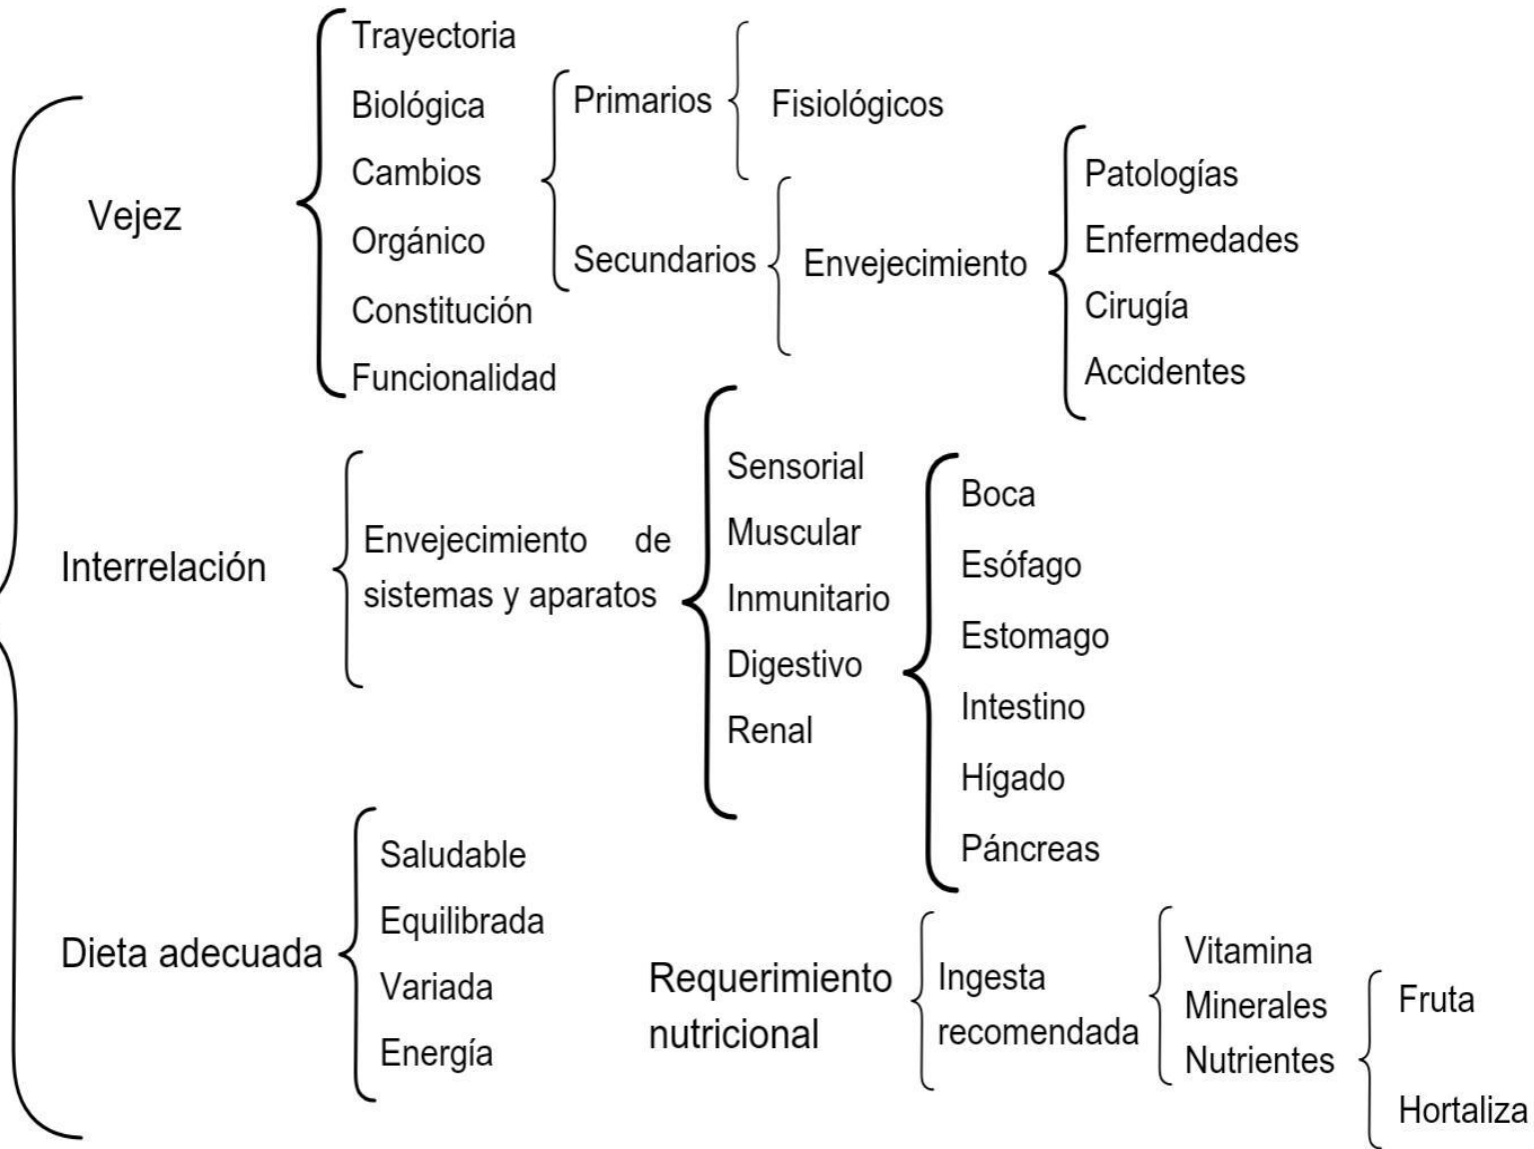 Vejez
Trayectoria
Biológica
Cambios
Orgánico
Constitución
Funcionalidad
Primarios
Fisiológicos
Secundarios
Envejecimiento
Patologías
Enfermedades
Cirugía
Accidentes
Interrelación
Envejecimiento de
sistemas y aparatos
Sensorial
Muscular
Inmunitario
Digestivo
Renal
Boca
Esófago
Estomago
Intestino
Hígado
Páncreas
Dieta adecuada
Saludable
Equilibrada
Variada
Energía
Requerimiento
nutricional
Ingesta
recomendada
Vitamina
Minerales
Nutrientes
Fruta
Hortaliza